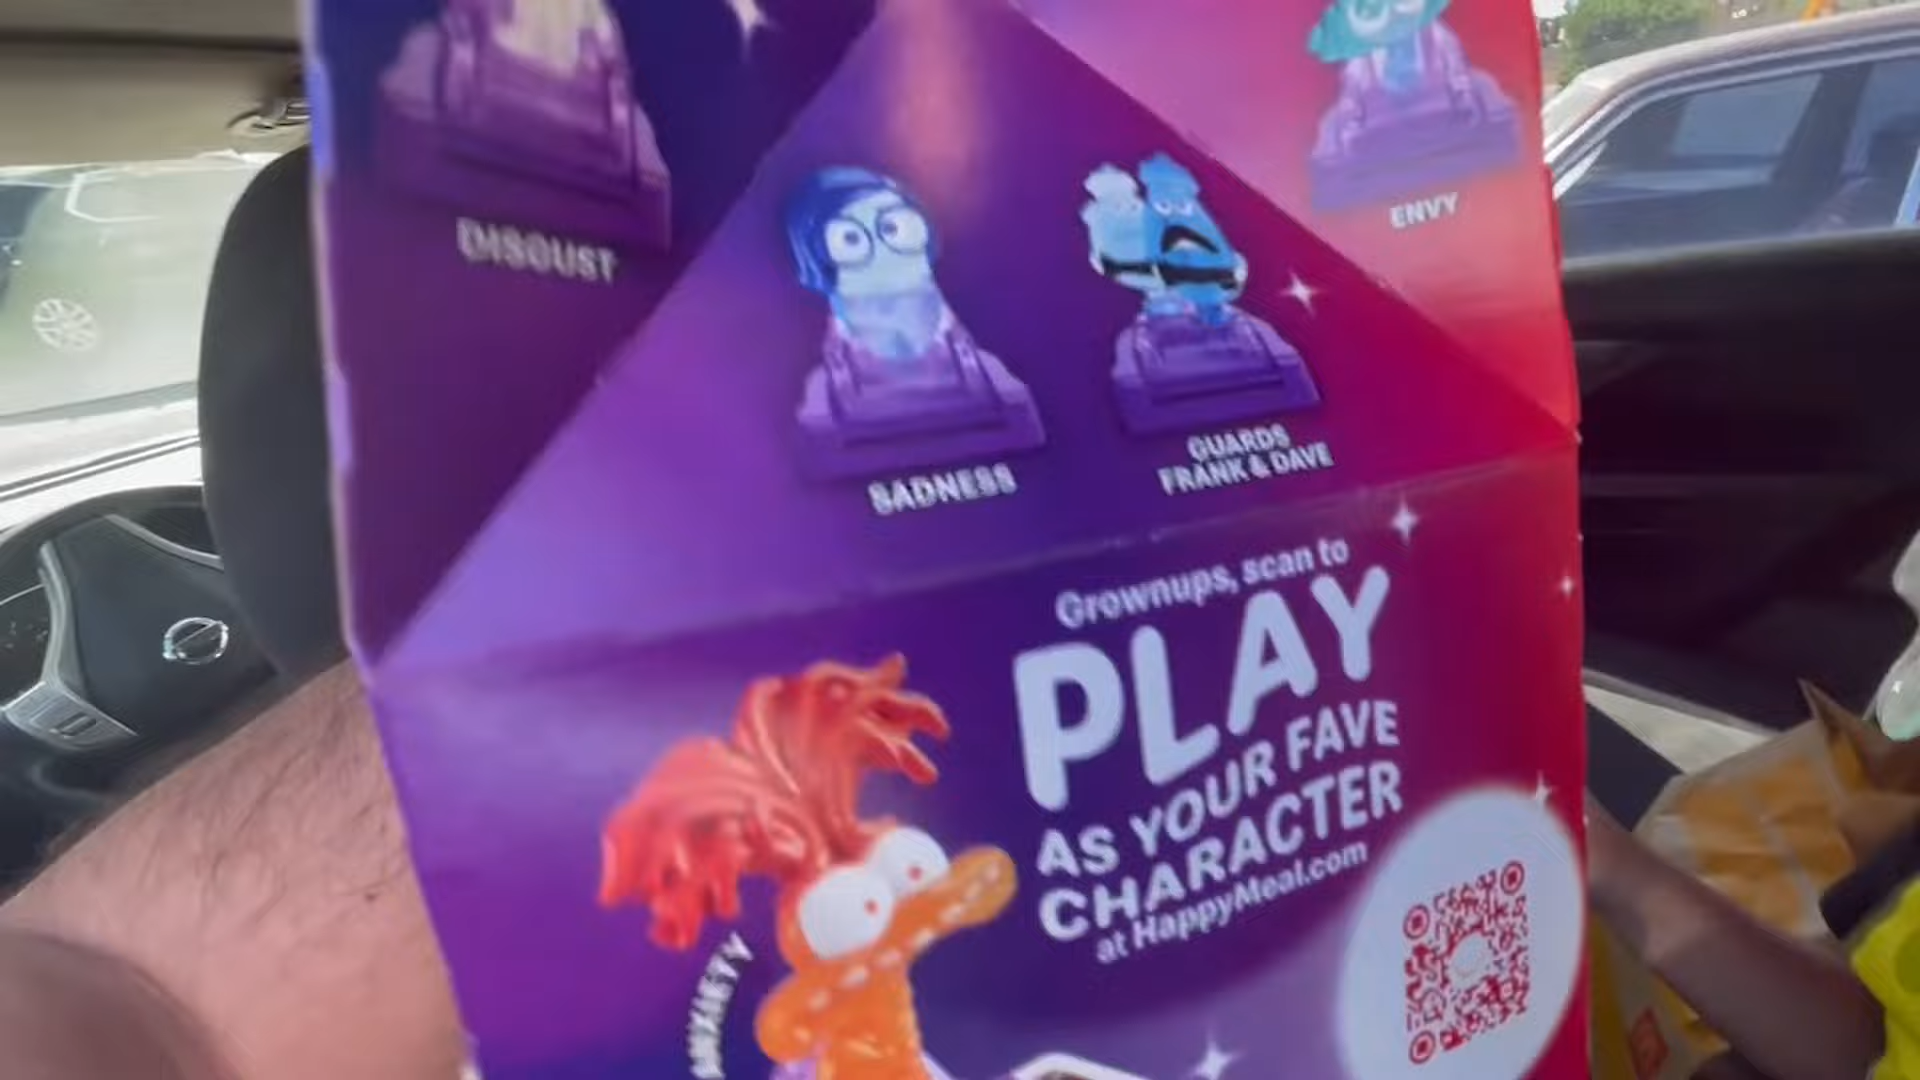 DISGUST
ENVY
SADNESS
GUARDS
FRANK & DAVE
Grownups, scan to
PLAY
AS YOUR FAVE
CHARACTER
at HappyMeal.com
ANXIETY